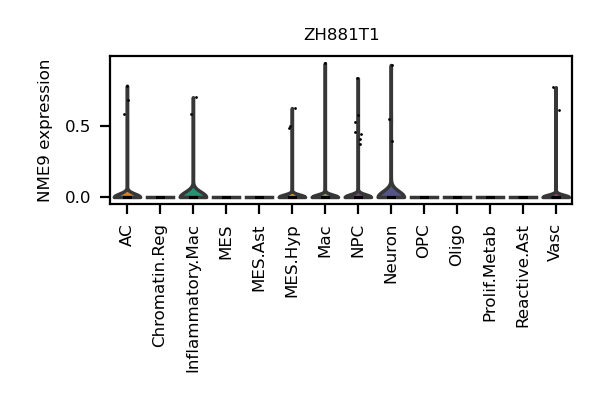 ZH881T1
NME9 expression
0.5
0.0
AC
Chromatin.Reg
Inflammatory.Mac
MES
MES.Ast
MES.Hyp
Mac
NPC
Neuron
OPC
Oligo
Prolif.Metab
Reactive.Ast
Vasc